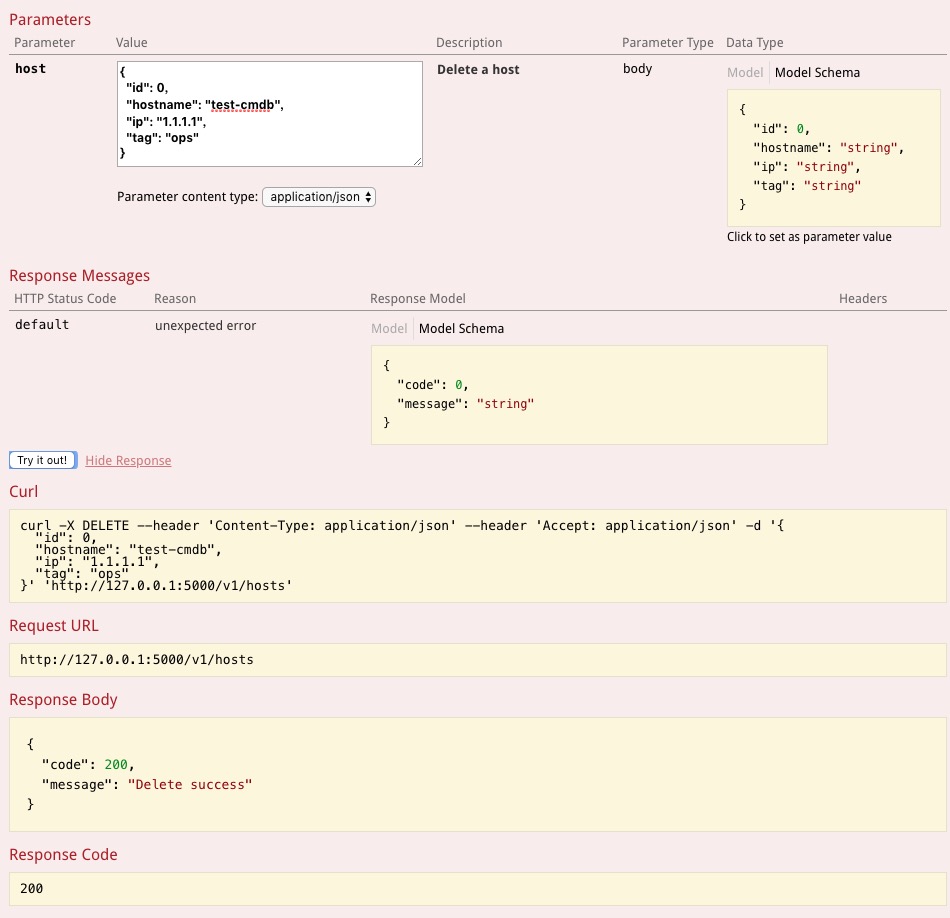 Parameters
Parameter Value Description Parameter Type Data Type
host
{
"id": 0,
"hostname": "test-cmdb",
"ip": "1.1.1.1",
"tag": "ops"
}
Parameter content type: application/json
Delete a host
body
Model Model Schema
{
"id": 0,
"hostname": "string",
"ip": "string",
"tag": "string"
}
Click to set as parameter value
Response Messages
HTTP Status Code Reason Response Model Headers
default unexpected error
Model Model Schema
{
"code": 0,
"message": "string"
}
Try it out! Hide Response
Curl
curl -X DELETE --header 'Content-Type: application/json' --header 'Accept: application/json' -d '{
"id": 0,
"hostname": "test-cmdb",
"ip": "1.1.1.1",
"tag": "ops"
}' 'http://127.0.0.1:5000/v1/hosts'
Request URL
http://127.0.0.1:5000/v1/hosts
Response Body
{
"code": 200,
"message": "Delete success"
}
Response Code
200